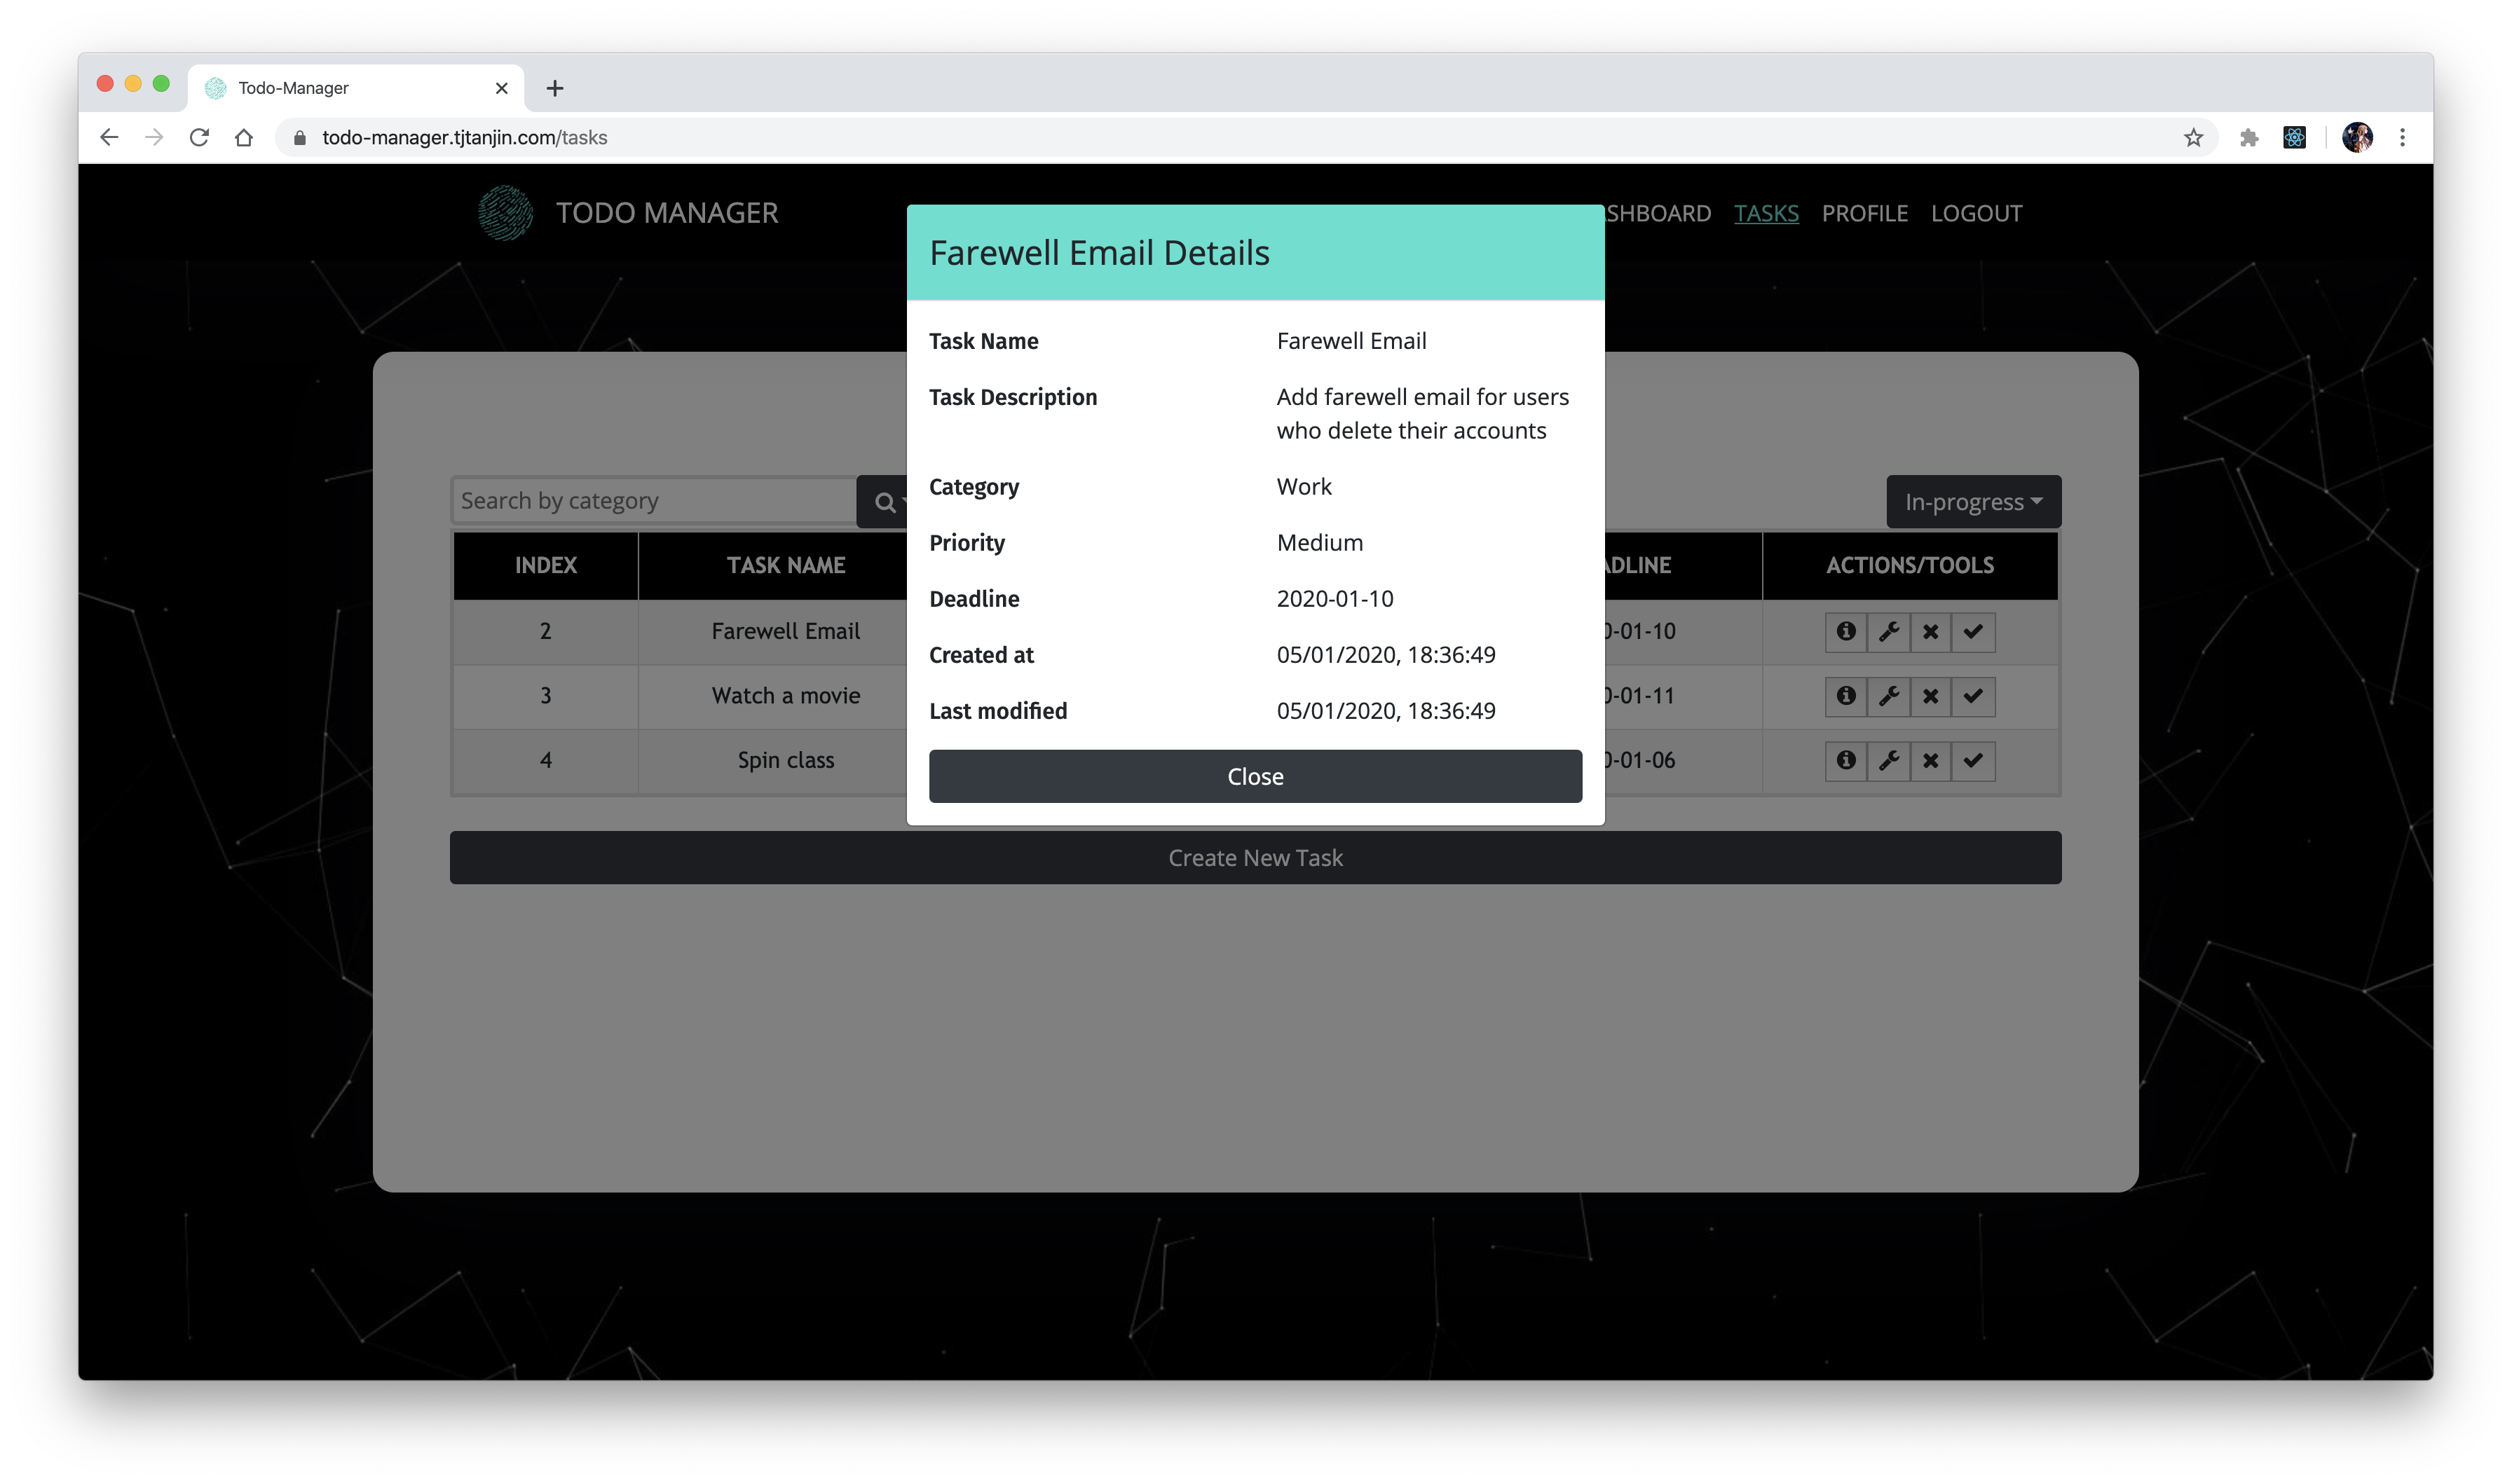 Todo-Manager
todo-manager.tjtanjin.com/tasks
TODO MANAGER
SHBOARD TASKS PROFILE LOGOUT
Farewell Email Details
Task Name Farewell Email
Task Description Add farewell email for users
who delete their accounts
Category Work
Priority Medium
Deadline 2020-01-10
Created at 05/01/2020, 18:36:49
Last modified 05/01/2020, 18:36:49
Close
Search by category
In-progress
INDEX TASK NAME ADLINE ACTIONS/TOOLS
2 Farewell Email 0-01-10
3 Watch a movie 0-01-11
4 Spin class 0-01-06
Create New Task